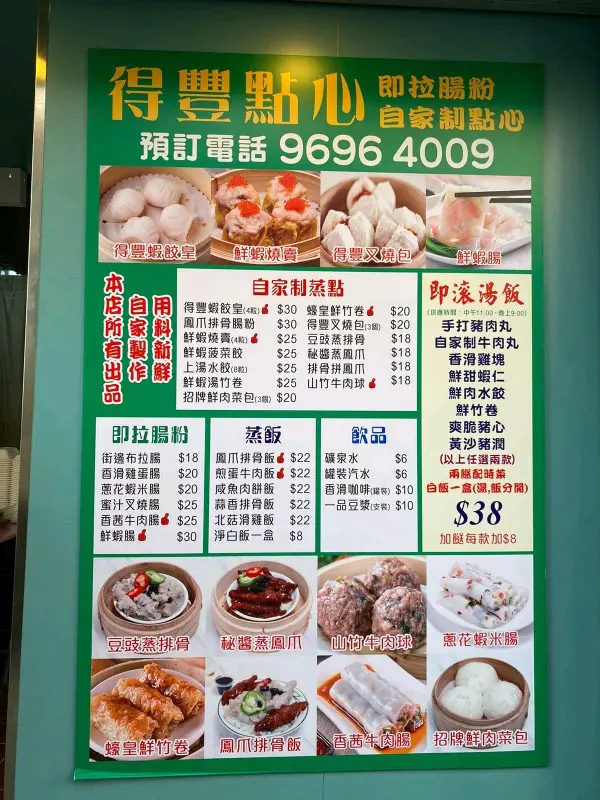 得豐點心
即拉腸粉
自家制點心
預訂電話 9696 4009
得豐蝦餃皇
鮮蝦燒賣
得豐叉燒包
鮮蝦腸
用料新鮮
自家製作
本店所有出品
自家制蒸點
得豐蝦餃皇(4粒) $30
鳳爪排骨腸粉 $30
鮮蝦燒賣(4粒) $25
鮮蝦菠菜餃 $25
上湯水餃(8粒) $25
鮮蝦湯竹卷 $25
招牌鮮肉菜包(3個) $20
蠔皇鮮竹卷 $20
得豐叉燒包(3個) $20
豆豉蒸排骨 $18
秘醬蒸鳳爪 $18
排骨拼鳳爪 $18
山竹牛肉球 $18
即滾湯飯
(供應時間：中午11:00-晚上9:00)
手打豬肉丸
自家制牛肉丸
香滑雞塊
鮮甜蝦仁
鮮肉水餃
鮮竹卷
爽脆豬心
黃沙豬潤
(以上任選兩款)
兩餸配時菜
白飯一盒(湯,飯分開)
$38
加餸每款加$8
即拉腸粉
街邊布拉腸 $18
香滑雞蛋腸 $20
蔥花蝦米腸 $20
蜜汁叉燒腸 $25
香茜牛肉腸 $25
鮮蝦腸 $30
蒸飯
鳳爪排骨飯 $22
煎蛋牛肉飯 $22
咸魚肉餅飯 $22
蒜香排骨飯 $22
北菇滑雞飯 $22
淨白飯一盒 $8
飲品
礦泉水 $6
罐裝汽水 $6
香滑咖啡(罐裝) $10
一品豆漿(支裝) $10
豆豉蒸排骨
秘醬蒸鳳爪
山竹牛肉球
蔥花蝦米腸
蠔皇鮮竹卷
鳳爪排骨飯
香茜牛肉腸
招牌鮮肉菜包